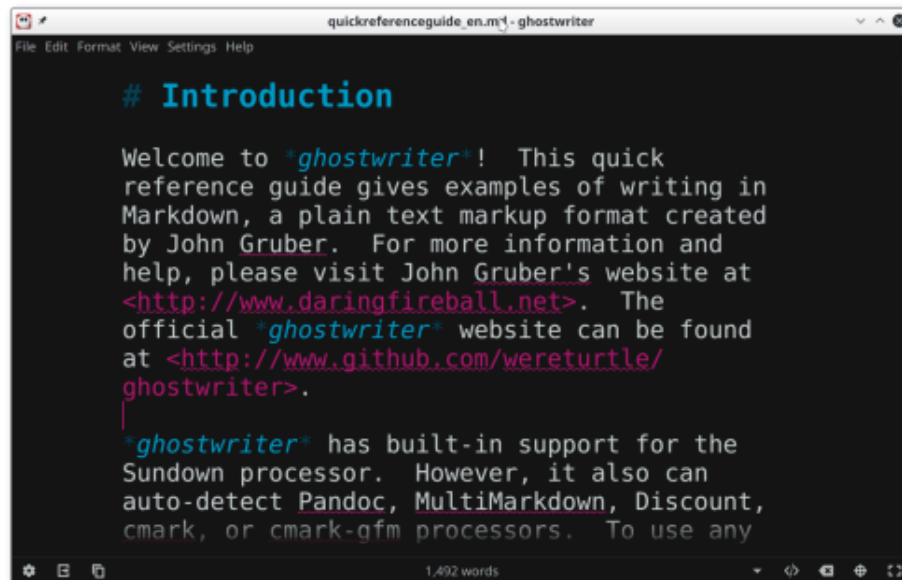 quickreferenceguide_en.md - ghostwriter
File Edit Format View Settings Help
# Introduction
Welcome to *ghostwriter*!  This quick
reference guide gives examples of writing in
Markdown, a plain text markup format created
by John Gruber.  For more information and
help, please visit John Gruber's website at
<http://www.daringfireball.net>.  The
official *ghostwriter* website can be found
at <http://www.github.com/wereturtle/
ghostwriter>.
*ghostwriter* has built-in support for the
Sundown processor.  However, it also can
auto-detect Pandoc, MultiMarkdown, Discount,
cmark, or cmark-gfm processors.  To use any
1,492 words